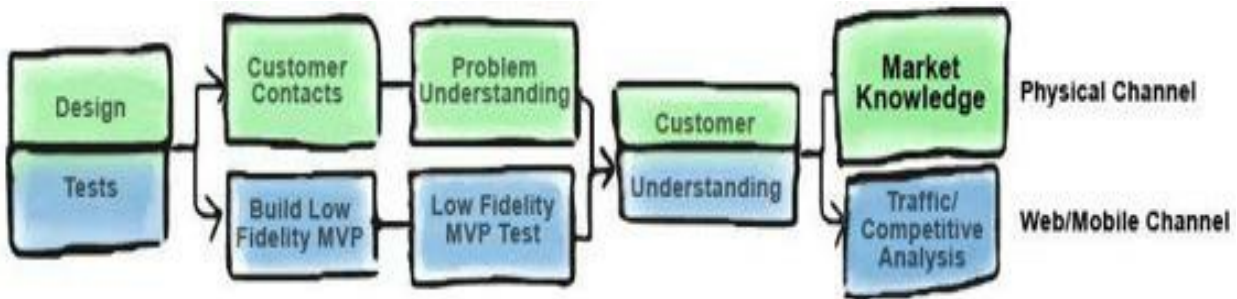 Design
Tests
Customer
Contacts
Problem
Understanding
Build Low
Fidelity MVP
Low Fidelity
MVP Test
Customer
Understanding
Market
Knowledge
Physical Channel
Traffic/
Competitive
Analysis
Web/Mobile Channel